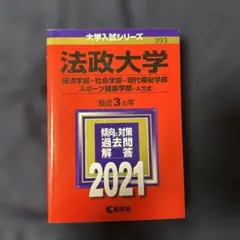 大学入試シリーズ
393
法政大学
経済学部・社会学部・現代福祉学部
スポーツ健康学部-A方式
最近3カ年
傾向と対策
過去問
解答
2021
教学社